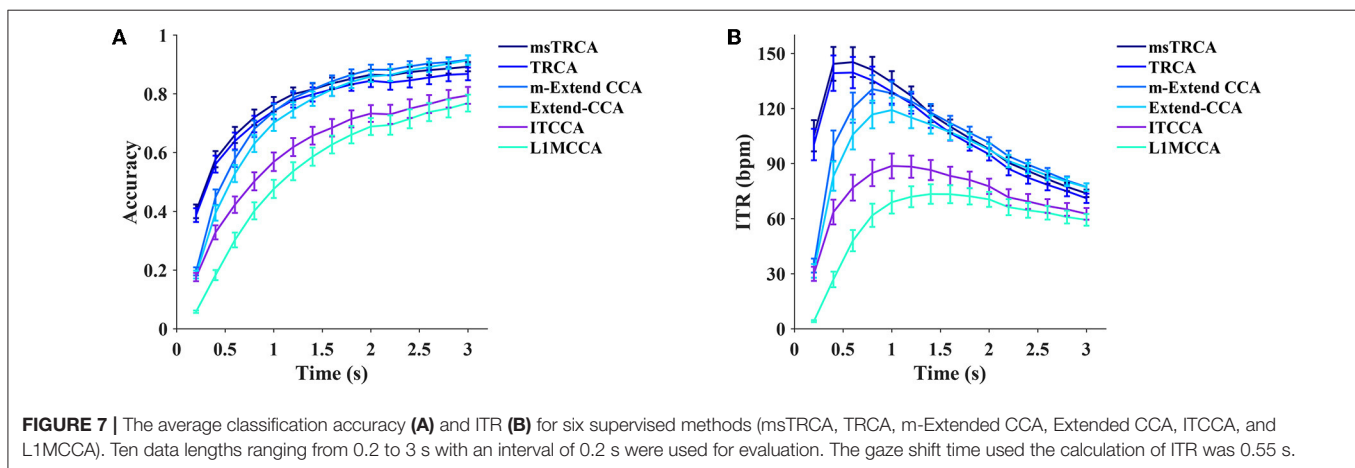 A
1
0.8
0.6
0.4
0.2
0
Accuracy
0
0.5
1
1.5
2
2.5
3
Time (s)
msTRCA
TRCA
m-Extend CCA
Extend-CCA
ITCCA
L1MCCA
B
150
120
90
60
30
0
ITR (bpm)
0
0.5
1
1.5
2
2.5
3
Time (s)
msTRCA
TRCA
m-Extend CCA
Extend-CCA
ITCCA
L1MCCA
FIGURE 7 | The average classification accuracy (A) and ITR (B) for six supervised methods (msTRCA, TRCA, m-Extended CCA, Extended CCA, ITCCA, and
L1MCCA). Ten data lengths ranging from 0.2 to 3 s with an interval of 0.2 s were used for evaluation. The gaze shift time used the calculation of ITR was 0.55 s.